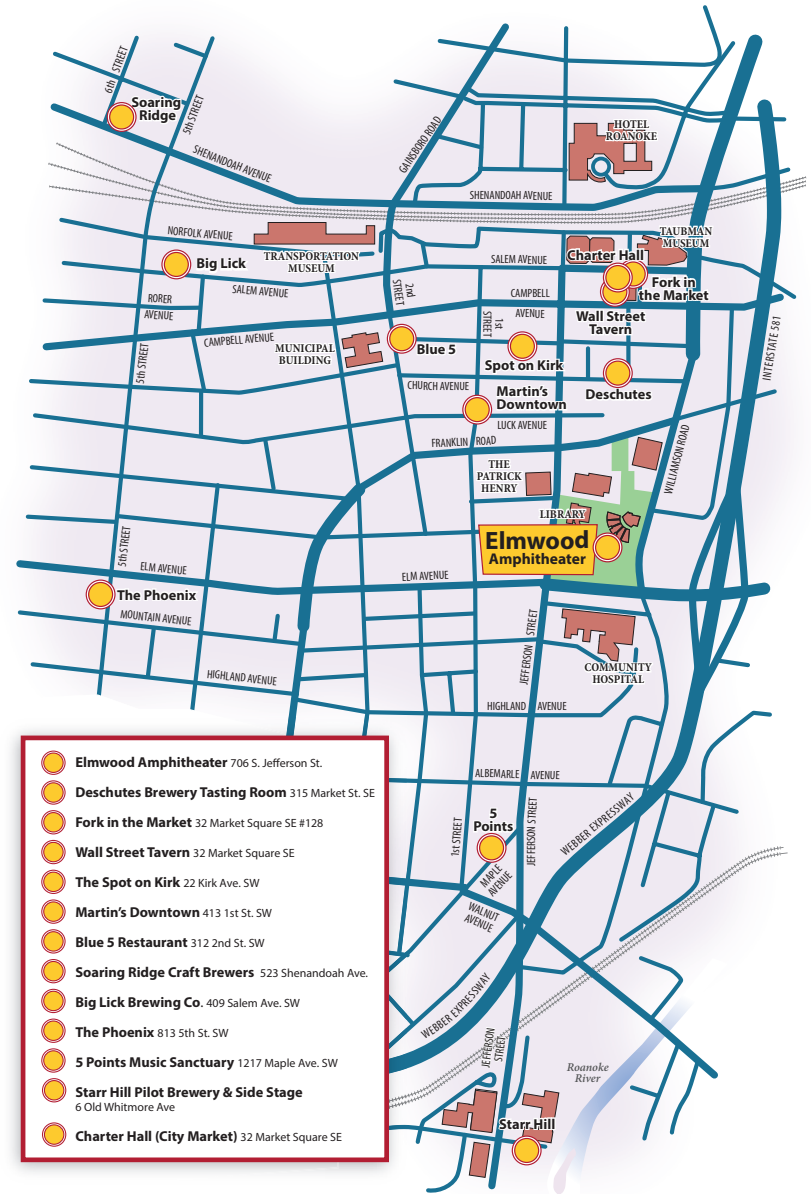 6th STREET
Soaring
Ridge
5th STREET
SHENANDOAH AVENUE
GAINSBORO ROAD
HOTEL
ROANOKE
SHENANDOAH AVENUE
NORFOLK AVENUE
TRANSPORTATION
MUSEUM
TAUBMAN
MUSEUM
Charter Hall
Big Lick
SALEM AVENUE
SALEM AVENUE
2nd
STREET
Fork in
the Market
RORER
AVENUE
CAMPBELL
AVENUE
1st
STREET
Wall Street
Tavern
INTERSTATE 581
CAMPBELL AVENUE
MUNICIPAL
BUILDING
Blue 5
Spot on Kirk
5th STREET
CHURCH AVENUE
Martin's
Downtown
Deschutes
LUCK AVENUE
FRANKLIN ROAD
WILLIAMSON ROAD
THE
PATRICK
HENRY
LIBRARY
Elmwood
Amphitheater
5th STREET
ELM AVENUE
ELM AVENUE
The Phoenix
MOUNTAIN AVENUE
JEFFERSON STREET
COMMUNITY
HOSPITAL
HIGHLAND AVENUE
HIGHLAND AVENUE
ALBEMARLE AVENUE
5
Points
1st STREET
JEFFERSON STREET
WEBBER EXPRESSWAY
MAPLE
AVENUE
WALNUT
AVENUE
WEBBER EXPRESSWAY
JEFFERSON
STREET
Roanoke
River
Starr Hill
Elmwood Amphitheater 706 S. Jefferson St.
Deschutes Brewery Tasting Room 315 Market St. SE
Fork in the Market 32 Market Square SE #128
Wall Street Tavern 32 Market Square SE
The Spot on Kirk 22 Kirk Ave. SW
Martin's Downtown 413 1st St. SW
Blue 5 Restaurant 312 2nd St. SW
Soaring Ridge Craft Brewers 523 Shenandoah Ave.
Big Lick Brewing Co. 409 Salem Ave. SW
The Phoenix 813 5th St. SW
5 Points Music Sanctuary 1217 Maple Ave. SW
Starr Hill Pilot Brewery & Side Stage
6 Old Whitmore Ave
Charter Hall (City Market) 32 Market Square SE